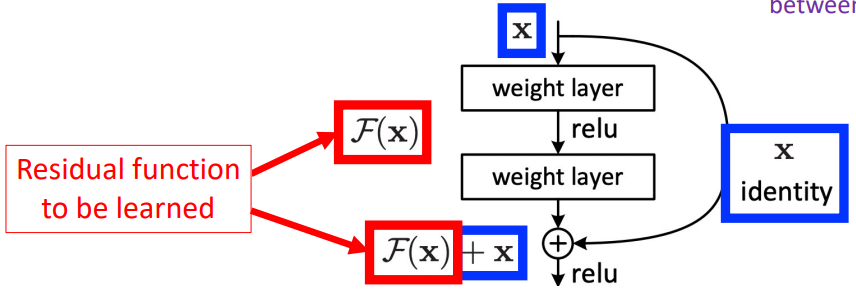 between
x
weight layer
relu
F(x)
x
identity
Residual function
to be learned
weight layer
F(x) + x
+
relu